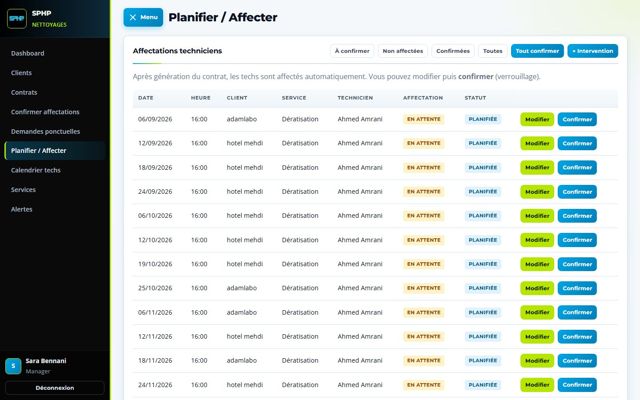 SPHP
SPHP
NETTOYAGES
Dashboard
Clients
Contrats
Confirmer affectations
Demandes ponctuelles
Planifier / Affecter
Calendrier techs
Services
Alertes
S
Sara Bennani
Manager
Déconnexion
Menu
Planifier / Affecter
Affectations techniciens
À confirmer
Non affectées
Confirmées
Toutes
Tout confirmer
+ Intervention
Après génération du contrat, les techs sont affectés automatiquement. Vous pouvez modifier puis confirmer (verrouillage).
DATE HEURE CLIENT SERVICE TECHNICIEN AFFECTATION STATUT
06/09/2026 16:00 adamlabo Dératisation Ahmed Amrani EN ATTENTE PLANIFIÉE Modifier Confirmer
12/09/2026 16:00 hotel mehdi Dératisation Ahmed Amrani EN ATTENTE PLANIFIÉE Modifier Confirmer
18/09/2026 16:00 hotel mehdi Dératisation Ahmed Amrani EN ATTENTE PLANIFIÉE Modifier Confirmer
24/09/2026 16:00 hotel mehdi Dératisation Ahmed Amrani EN ATTENTE PLANIFIÉE Modifier Confirmer
06/10/2026 16:00 hotel mehdi Dératisation Ahmed Amrani EN ATTENTE PLANIFIÉE Modifier Confirmer
12/10/2026 16:00 hotel mehdi Dératisation Ahmed Amrani EN ATTENTE PLANIFIÉE Modifier Confirmer
19/10/2026 16:00 hotel mehdi Dératisation Ahmed Amrani EN ATTENTE PLANIFIÉE Modifier Confirmer
25/10/2026 16:00 adamlabo Dératisation Ahmed Amrani EN ATTENTE PLANIFIÉE Modifier Confirmer
06/11/2026 16:00 adamlabo Dératisation Ahmed Amrani EN ATTENTE PLANIFIÉE Modifier Confirmer
12/11/2026 16:00 hotel mehdi Dératisation Ahmed Amrani EN ATTENTE PLANIFIÉE Modifier Confirmer
18/11/2026 16:00 adamlabo Dératisation Ahmed Amrani EN ATTENTE PLANIFIÉE Modifier Confirmer
24/11/2026 16:00 hotel mehdi Dératisation Ahmed Amrani EN ATTENTE PLANIFIÉE Modifier Confirmer